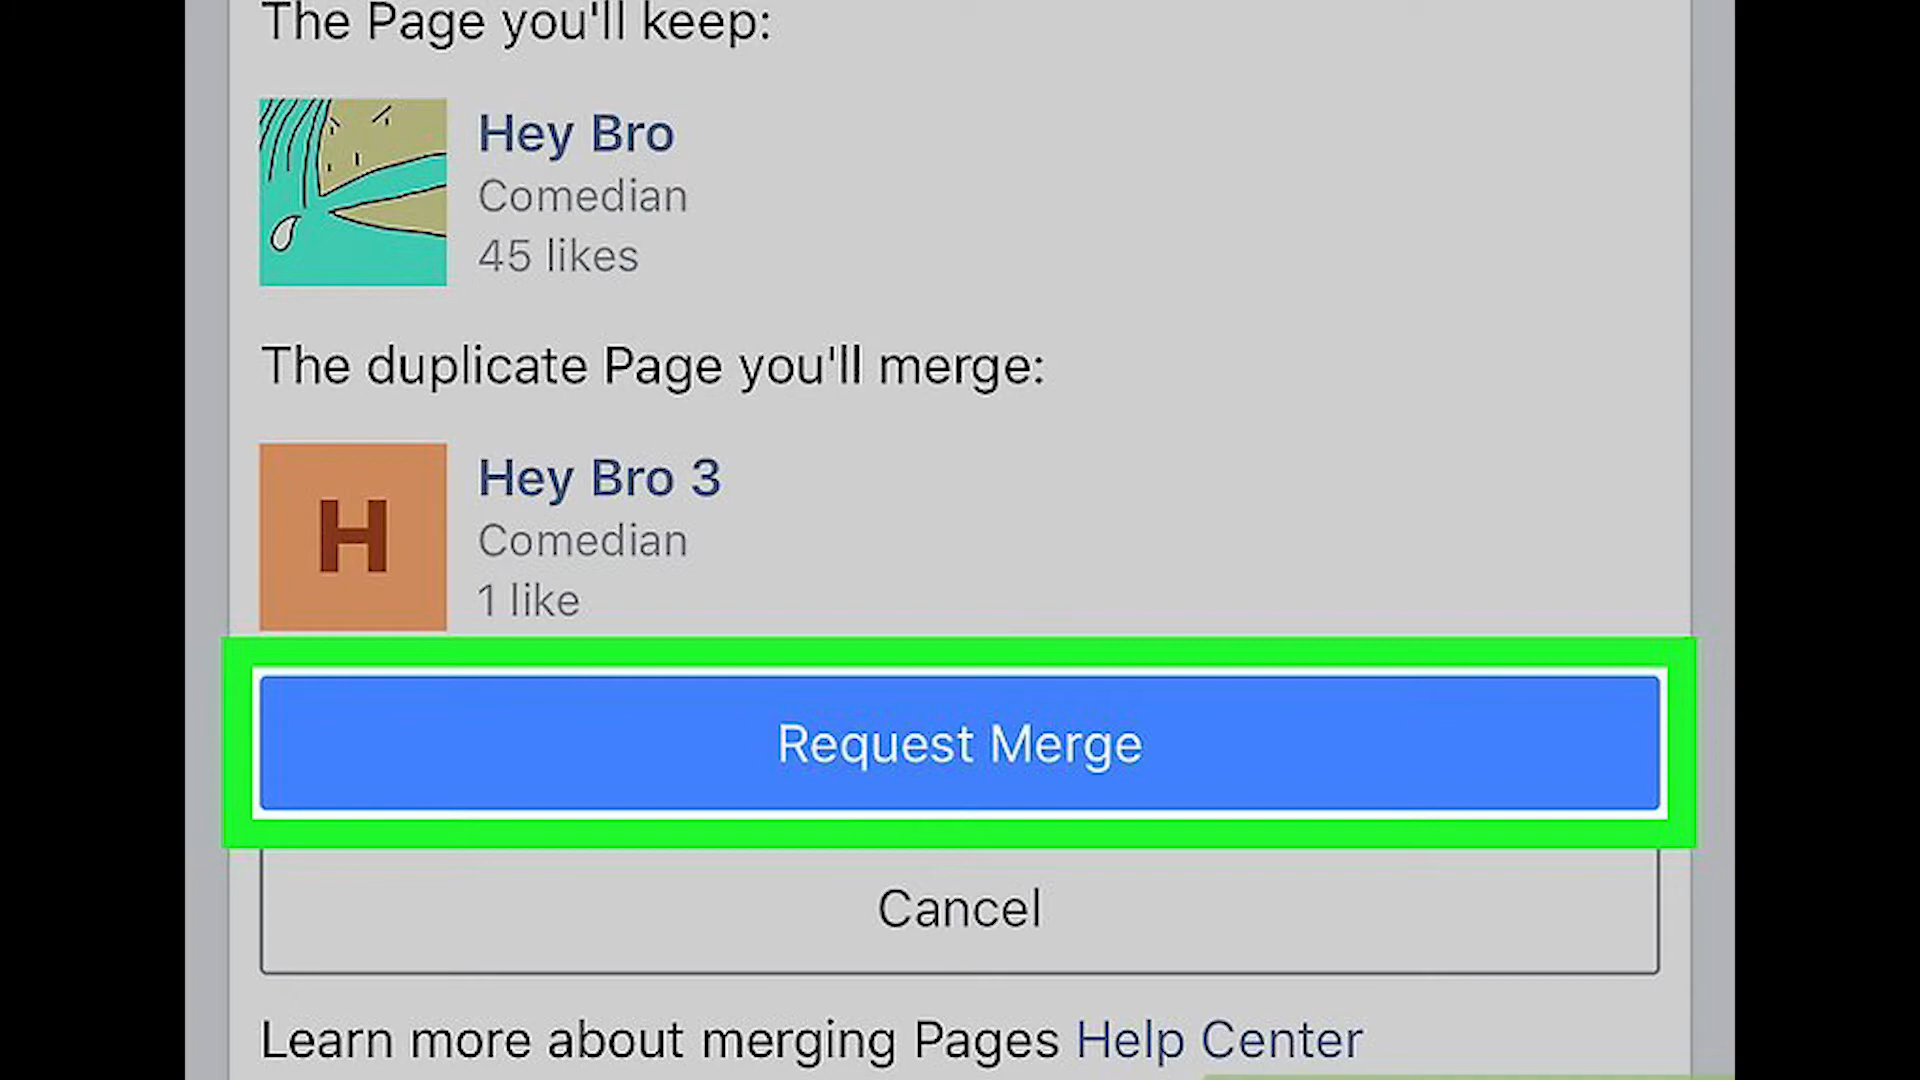 The Page you'll keep:
Hey Bro
Comedian
45 likes
The duplicate Page you'll merge:
H
Hey Bro 3
Comedian
1 like
Request Merge
Cancel
Learn more about merging Pages Help Center